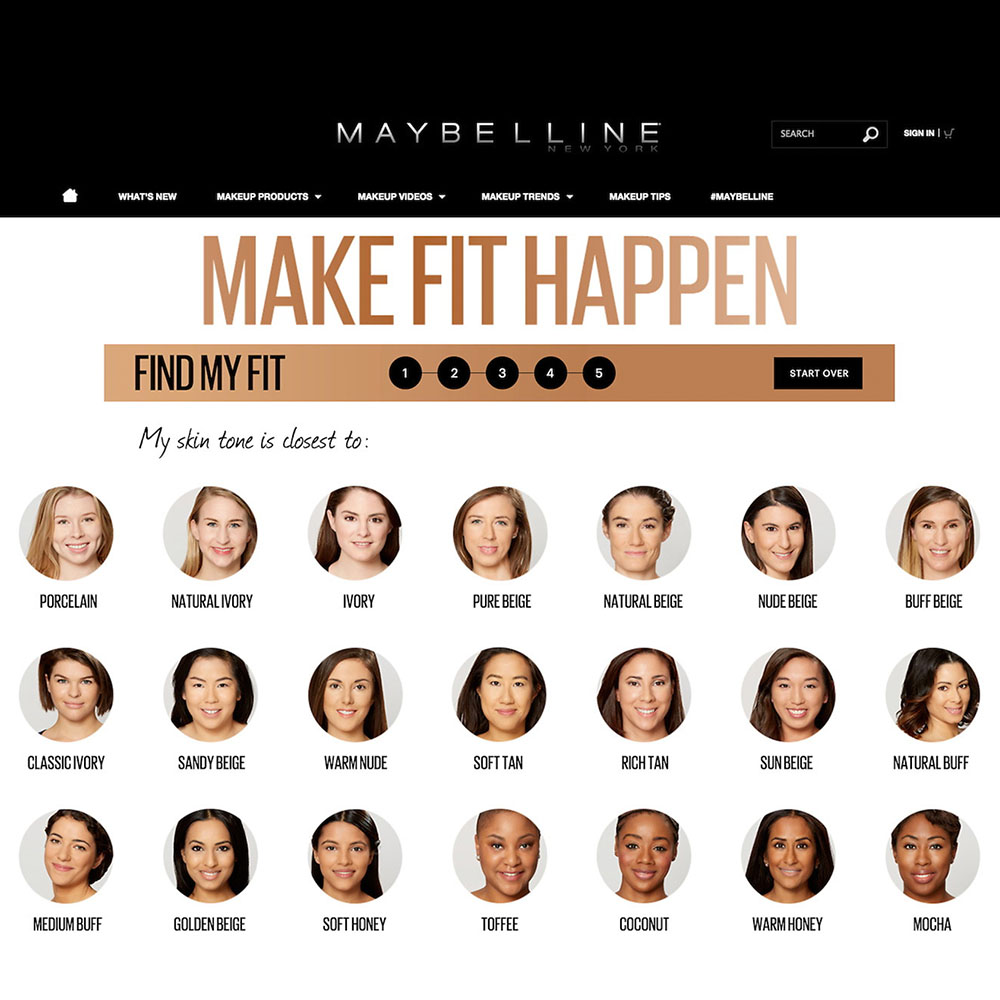 MAYBELLINE
NEW YORK
SEARCH
SIGN IN |
WHAT'S NEW
MAKEUP PRODUCTS
MAKEUP VIDEOS
MAKEUP TRENDS
MAKEUP TIPS
#MAYBELLINE
MAKE FIT HAPPEN
FIND MY FIT
1 2 3 4 5
START OVER
My skin tone is closest to:
PORCELAIN
NATURAL IVORY
IVORY
PURE BEIGE
NATURAL BEIGE
NUDE BEIGE
BUFF BEIGE
CLASSIC IVORY
SANDY BEIGE
WARM NUDE
SOFT TAN
RICH TAN
SUN BEIGE
NATURAL BUFF
MEDIUM BUFF
GOLDEN BEIGE
SOFT HONEY
TOFFEE
COCONUT
WARM HONEY
MOCHA